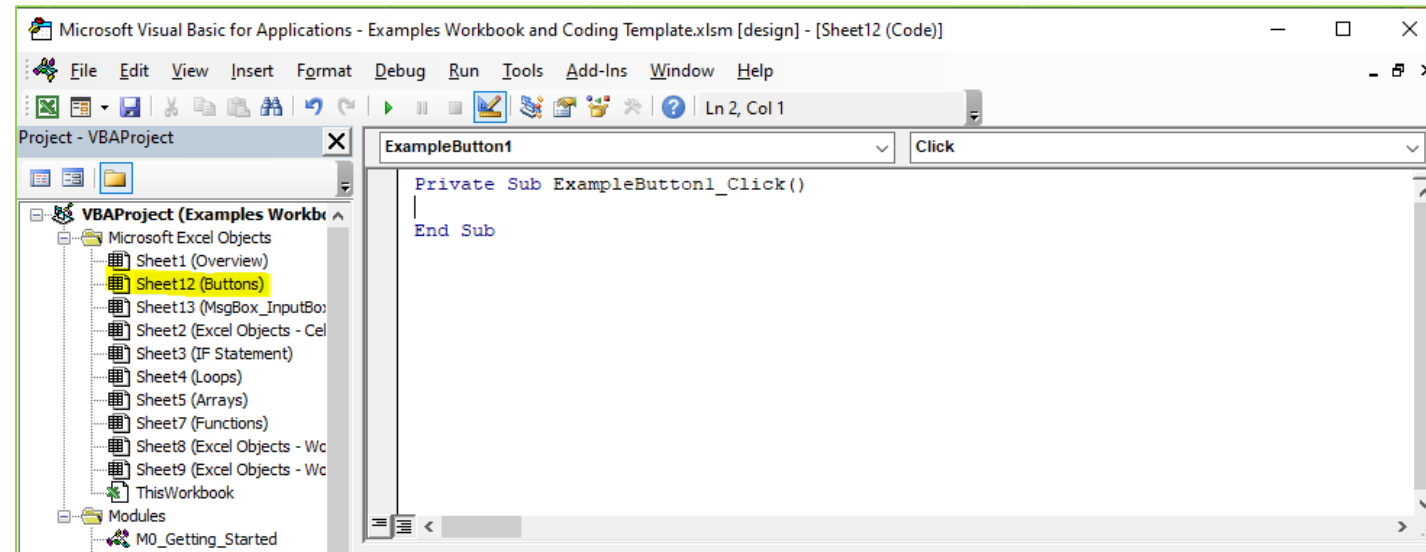 Microsoft Visual Basic for Applications - Examples Workbook and Coding Template.xlsm [design] - [Sheet12 (Code)]
File Edit View Insert Format Debug Run Tools Add-Ins Window Help
Ln 2, Col 1
Project - VBAProject
ExampleButton1
Click
Private Sub ExampleButton1_Click()
End Sub
VBAProject (Examples Workbo
Microsoft Excel Objects
Sheet1 (Overview)
Sheet12 (Buttons)
Sheet13 (MsgBox_InputBo
Sheet2 (Excel Objects - Cel
Sheet3 (IF Statement)
Sheet4 (Loops)
Sheet5 (Arrays)
Sheet7 (Functions)
Sheet8 (Excel Objects - Wo
Sheet9 (Excel Objects - Wo
ThisWorkbook
Modules
M0_Getting_Started